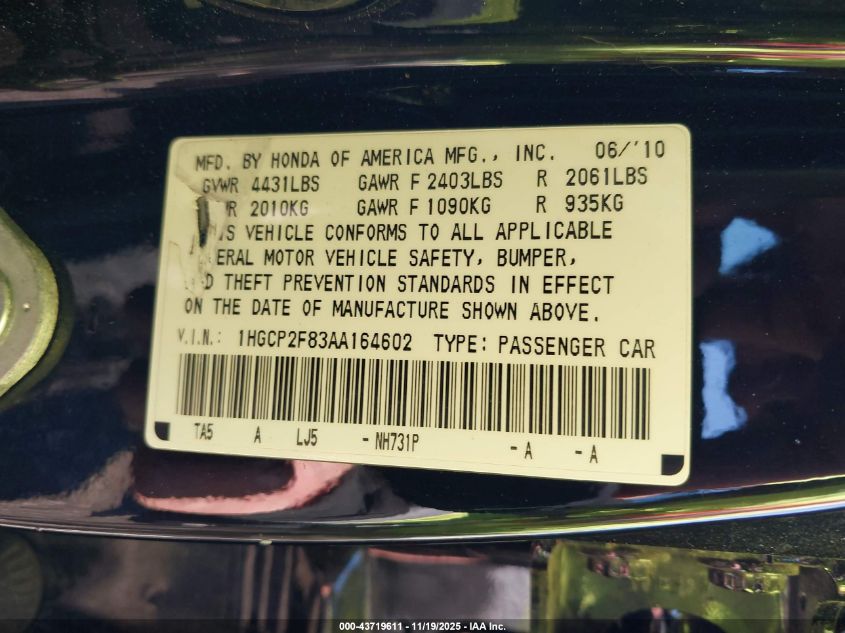 MFD. BY HONDA OF AMERICA MFG., INC. 06/'10
GVWR 4431LBS GAWR F 2403LBS R 2061LBS
2010KG GAWR F 1090KG R 935KG
VEHICLE CONFORMS TO ALL APPLICABLE
MOTOR VEHICLE SAFETY, BUMPER,
THEFT PREVENTION STANDARDS IN EFFECT
ON THE DATE OF MANUFACTURE SHOWN ABOVE.
V.I.N.: 1HGCP2F83AA164602 TYPE: PASSENGER CAR
TA5 A LJ5 - NH731P - A - A
000-43719611 - 11/19/2025 - IAA Inc.